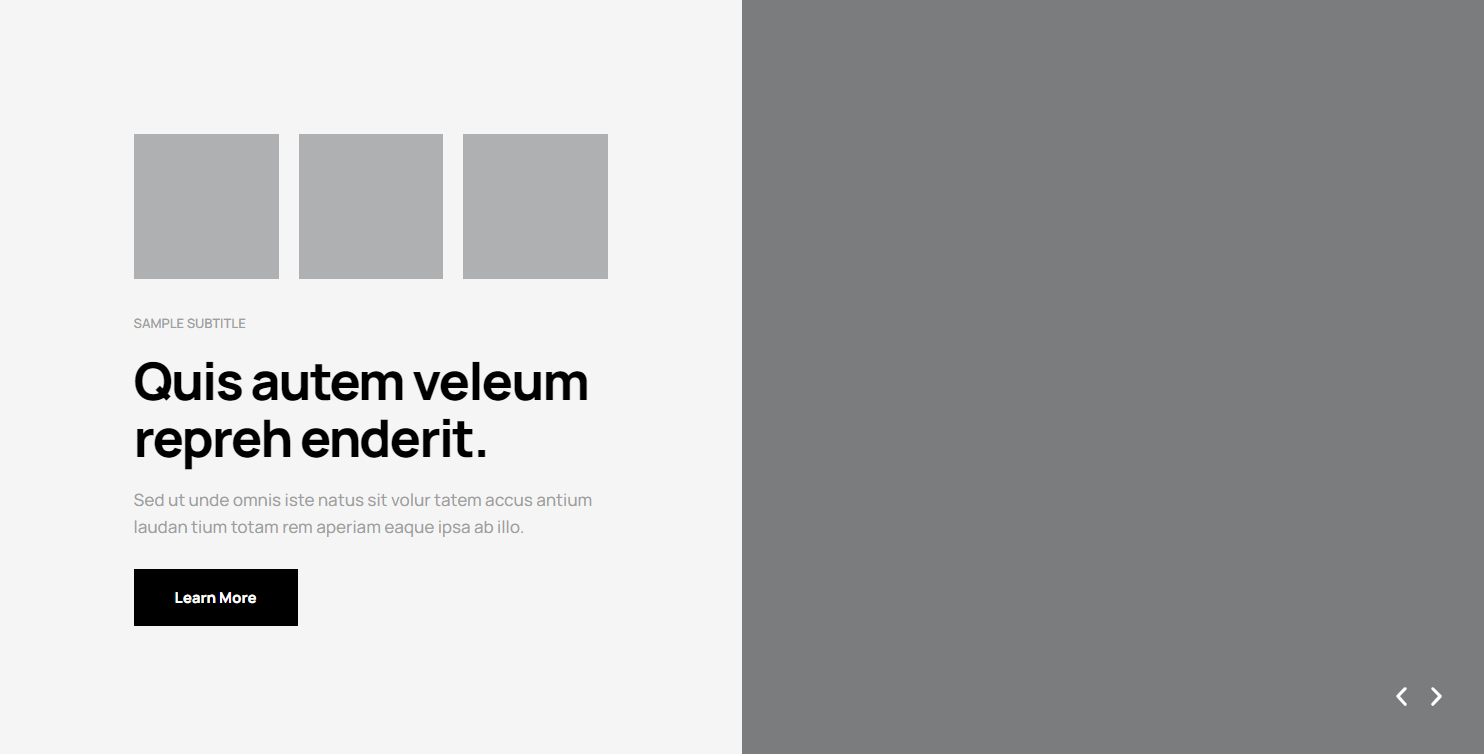 SAMPLE SUBTITLE
Quis autem veleum
repreh enderit.
Sed ut unde omnis iste natus sit volur tatem accus antium
laudan tium totam rem aperiam eaque ipsa ab illo.
Learn More